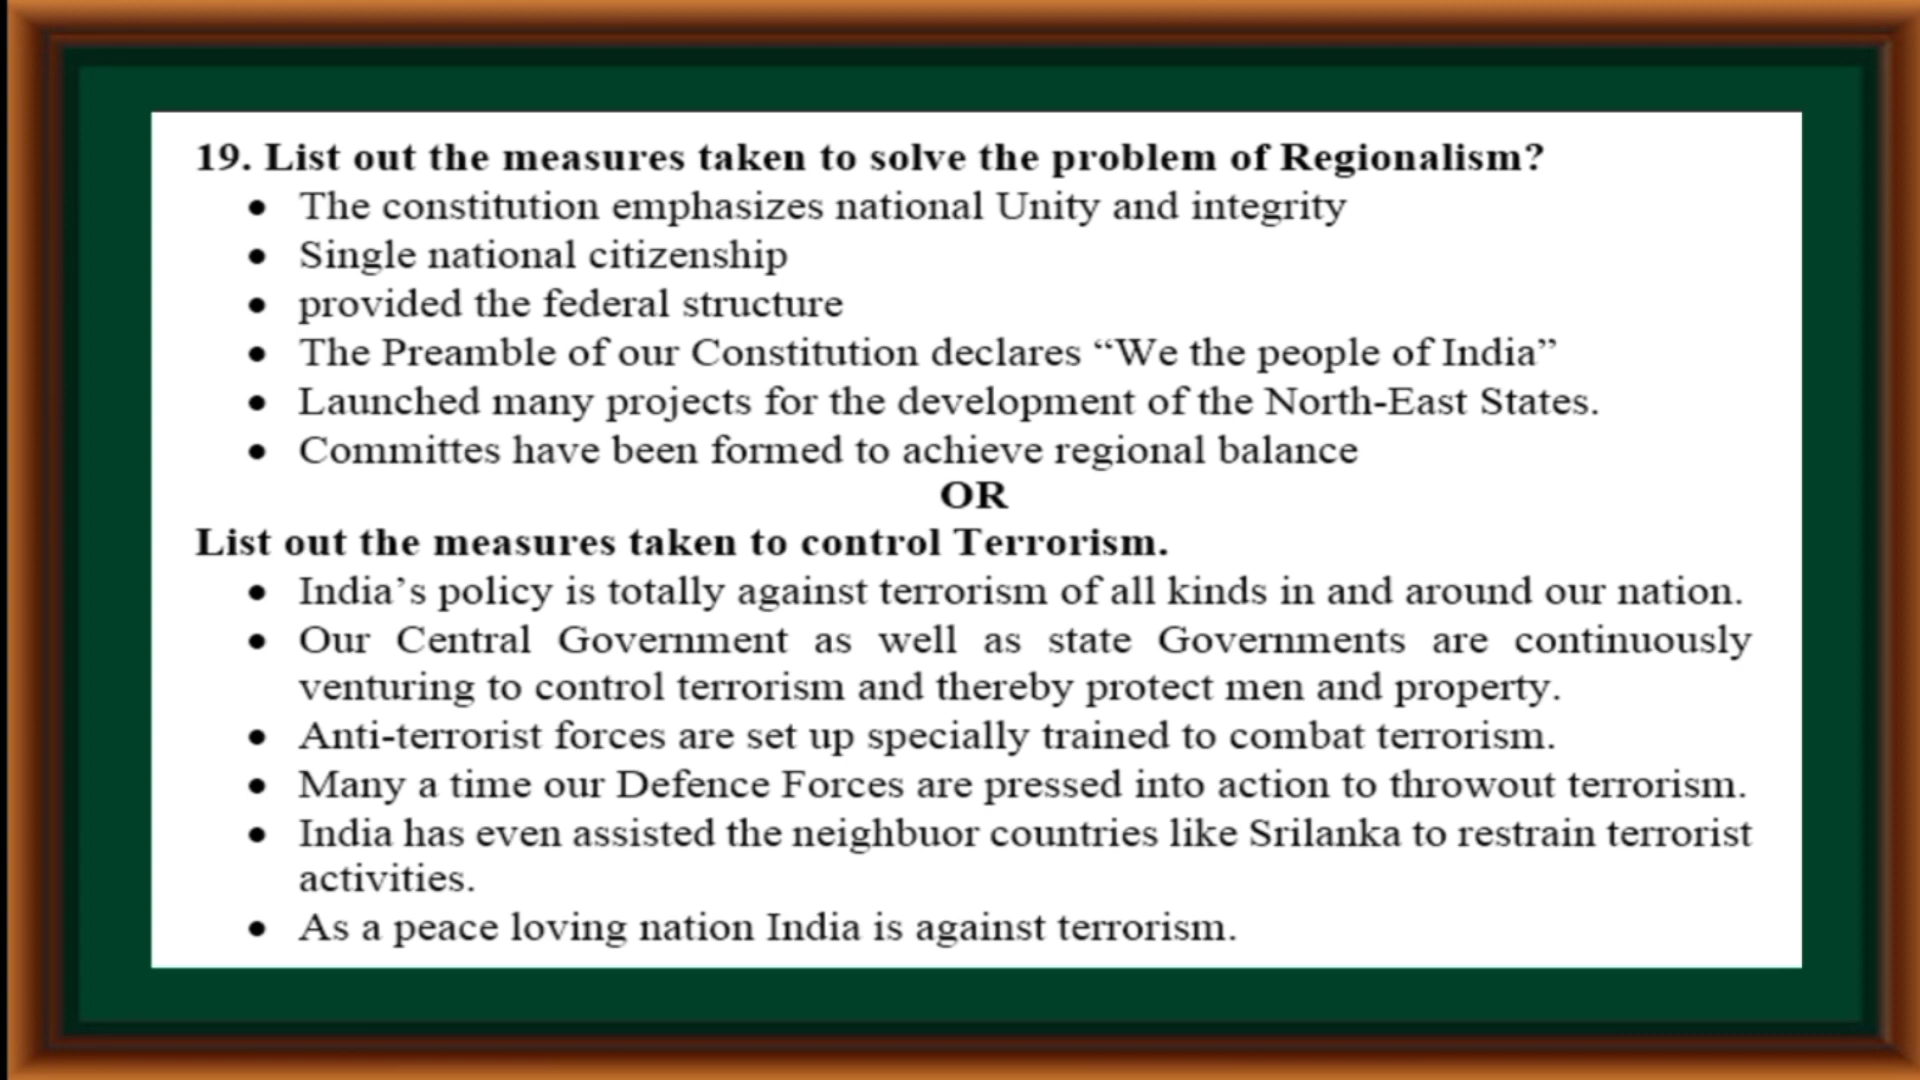 19. List out the measures taken to solve the problem of Regionalism?
● The constitution emphasizes national Unity and integrity
● Single national citizenship
● provided the federal structure
● The Preamble of our Constitution declares “We the people of India”
● Launched many projects for the development of the North-East States.
● Committes have been formed to achieve regional balance
OR
List out the measures taken to control Terrorism.
● India’s policy is totally against terrorism of all kinds in and around our nation.
● Our Central Government as well as state Governments are continuously
venturing to control terrorism and thereby protect men and property.
● Anti-terrorist forces are set up specially trained to combat terrorism.
● Many a time our Defence Forces are pressed into action to throwout terrorism.
● India has even assisted the neighbuor countries like Srilanka to restrain terrorist
activities.
● As a peace loving nation India is against terrorism.